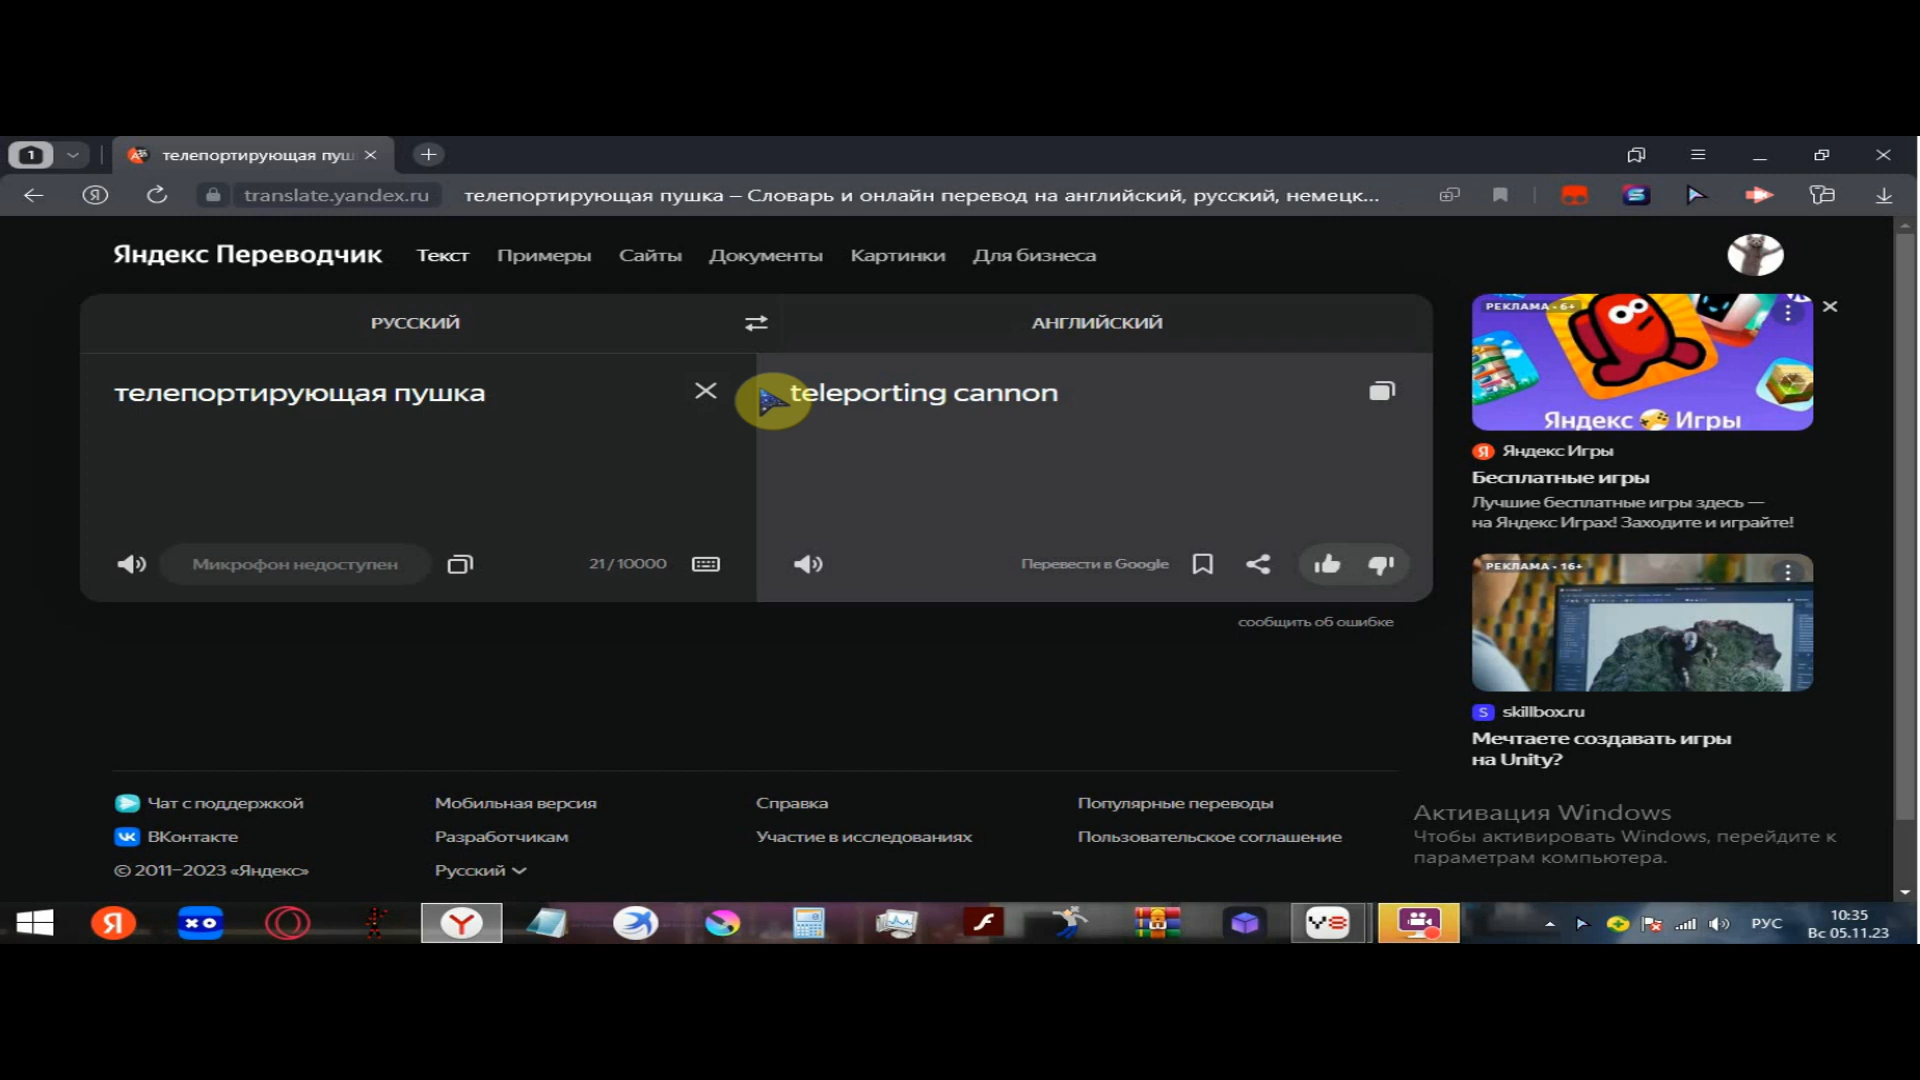 1
телепортирующая пуш
translate.yandex.ru
телепортирующая пушка – Словарь и онлайн перевод на английский, русский, немецк...
Яндекс Переводчик
Текст
Примеры
Сайты
Документы
Картинки
Для бизнеса
РУССКИЙ
АНГЛИЙСКИЙ
телепортирующая пушка
teleporting cannon
Микрофон недоступен
21 / 10000
Перевести в Google
сообщить об ошибке
РЕКЛАМА • 6+
Яндекс Игры
Яндекс Игры
Бесплатные игры
Лучшие бесплатные игры здесь —
на Яндекс Играх! Заходите и играйте!
РЕКЛАМА • 16+
skillbox.ru
Мечтаете создавать игры
на Unity?
Чат с поддержкой
Мобильная версия
Справка
Популярные переводы
ВКонтакте
Разработчикам
Участие в исследованиях
Пользовательское соглашение
© 2011–2023 «Яндекс»
Русский
Активация Windows
Чтобы активировать Windows, перейдите к
параметрам компьютера.
РУС
10:35
Вс 05.11.23